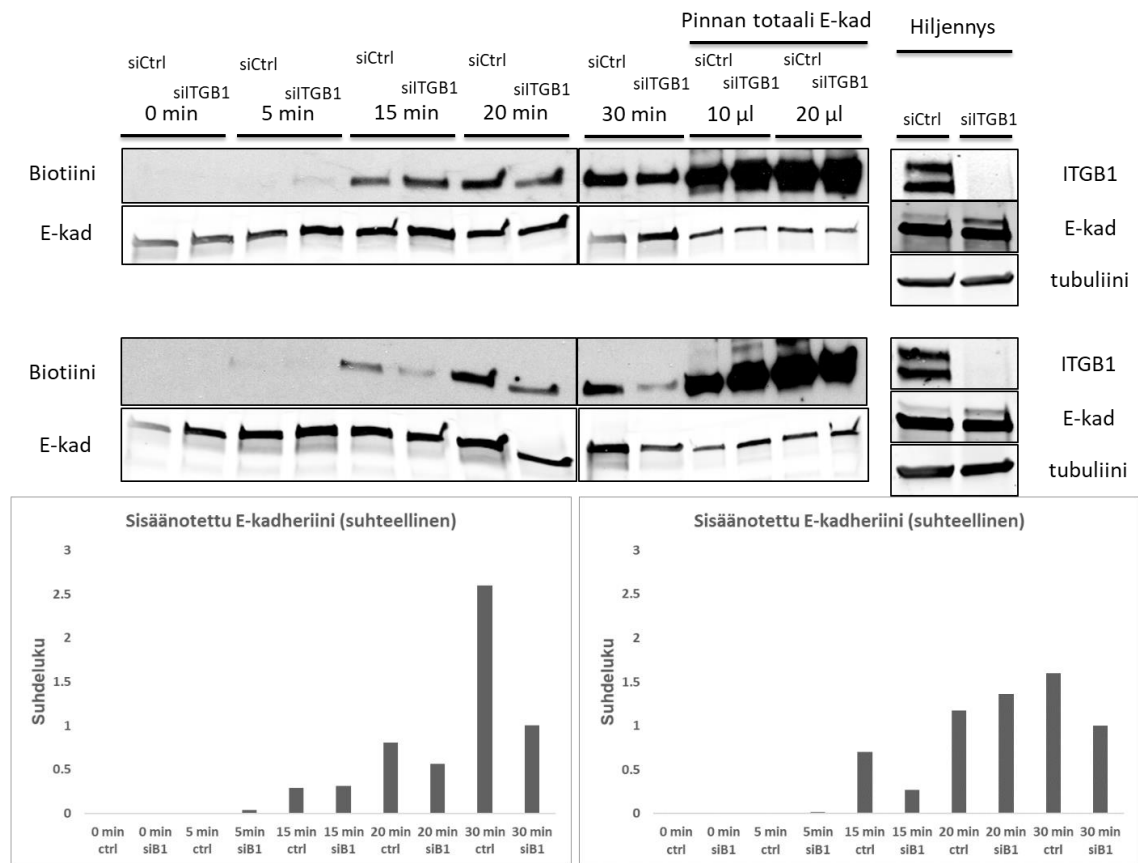 Pinnan totaali E-kad
Hiljennys
siCtrl siCtrl siCtrl siCtrl siCtrl siCtrl siCtrl
siITGB1 siITGB1 siITGB1 siITGB1 siITGB1 siITGB1 siITGB1
0 min 5 min 15 min 20 min 30 min 10 µl 20 µl
siCtrl siITGB1
Biotiini
ITGB1
E-kad
E-kad
tubuliini
Biotiini
ITGB1
E-kad
E-kad
tubuliini
Sisäänotettu E-kadheriini (suhteellinen)
Suhdeluku
3
2.5
2
1.5
1
0.5
0
0 min 0 min 5 min 5min 15 min 15 min 20 min 20 min 30 min 30 min
ctrl siB1 ctrl siB1 ctrl siB1 ctrl siB1 ctrl siB1
Sisäänotettu E-kadheriini (suhteellinen)
Suhdeluku
3
2.5
2
1.5
1
0.5
0
0 min 0 min 5 min 5min 15 min 15 min 20 min 20 min 30 min 30 min
ctrl siB1 ctrl siB1 ctrl siB1 ctrl siB1 ctrl siB1